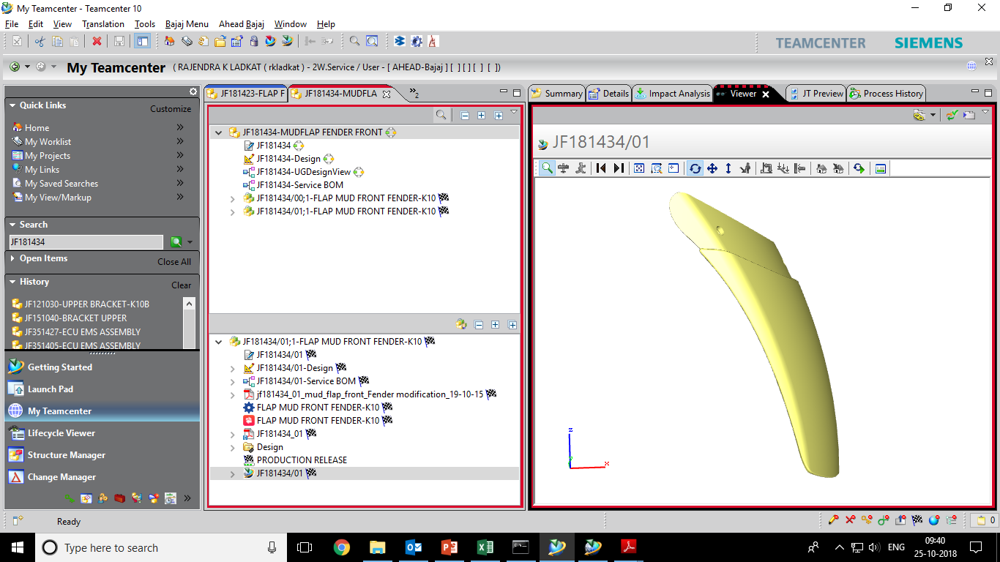 My Teamcenter - Teamcenter 10
File Edit View Translation Tools Bajaj Menu Ahead Bajaj Window Help
TEAMCENTER SIEMENS
My Teamcenter ( RAJENDRA K LADKAT ( rkladkat ) - 2W.Service / User - [ AHEAD-Bajaj ] [ ] [ ] [ ] [ ])
Quick Links
Customize
Home »
My Worklist »
My Projects »
My Links »
My Saved Searches »
My View/Markup »
Search
JF181434
Open Items
Close All
History
Clear
JF121030-UPPER BRACKET-K10B
JF151040-BRACKET UPPER
JF351427-ECU EMS ASSEMBLY
JF351405-ECU EMS ASSEMBLY
Getting Started
Launch Pad
My Teamcenter
Lifecycle Viewer
Structure Manager
Change Manager
»
JF181423-FLAP F JF181434-MUDFLA »2
JF181434-MUDFLAP FENDER FRONT
JF181434
JF181434-Design
JF181434-UGDesignView
JF181434-Service BOM
JF181434/00;1-FLAP MUD FRONT FENDER-K10
JF181434/01;1-FLAP MUD FRONT FENDER-K10
JF181434/01;1-FLAP MUD FRONT FENDER-K10
JF181434/01
JF181434/01-Design
JF181434/01-Service BOM
jf181434_01_mud_flap_front_Fender modification_19-10-15
FLAP MUD FRONT FENDER-K10
FLAP MUD FRONT FENDER-K10
JF181434_01
Design
PRODUCTION RELEASE
JF181434/01
Summary Details Impact Analysis Viewer JT Preview Process History
JF181434/01
z
x
Ready
0
Type here to search
ENG
09:40
25-10-2018